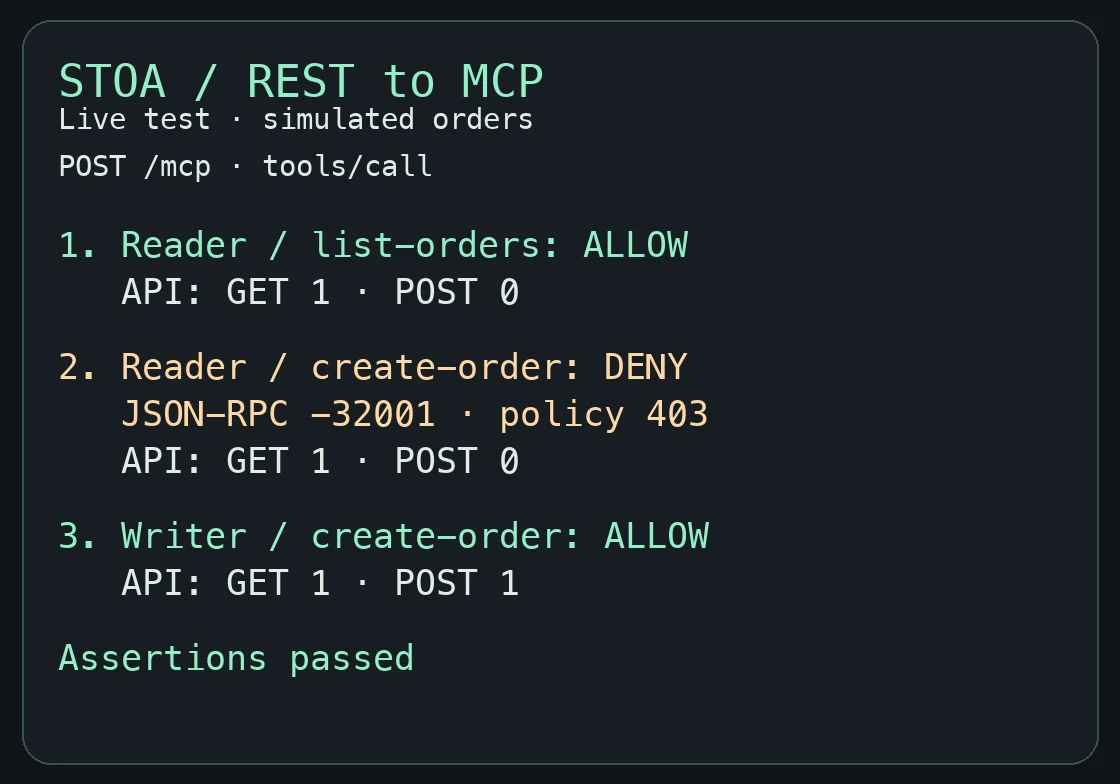 STOA / REST to MCP
Live test · simulated orders
POST /mcp · tools/call
1. Reader / list−orders: ALLOW
API: GET 1 · POST 0
2. Reader / create−order: DENY
JSON−RPC −32001 · policy 403
API: GET 1 · POST 0
3. Writer / create−order: ALLOW
API: GET 1 · POST 1
Assertions passed